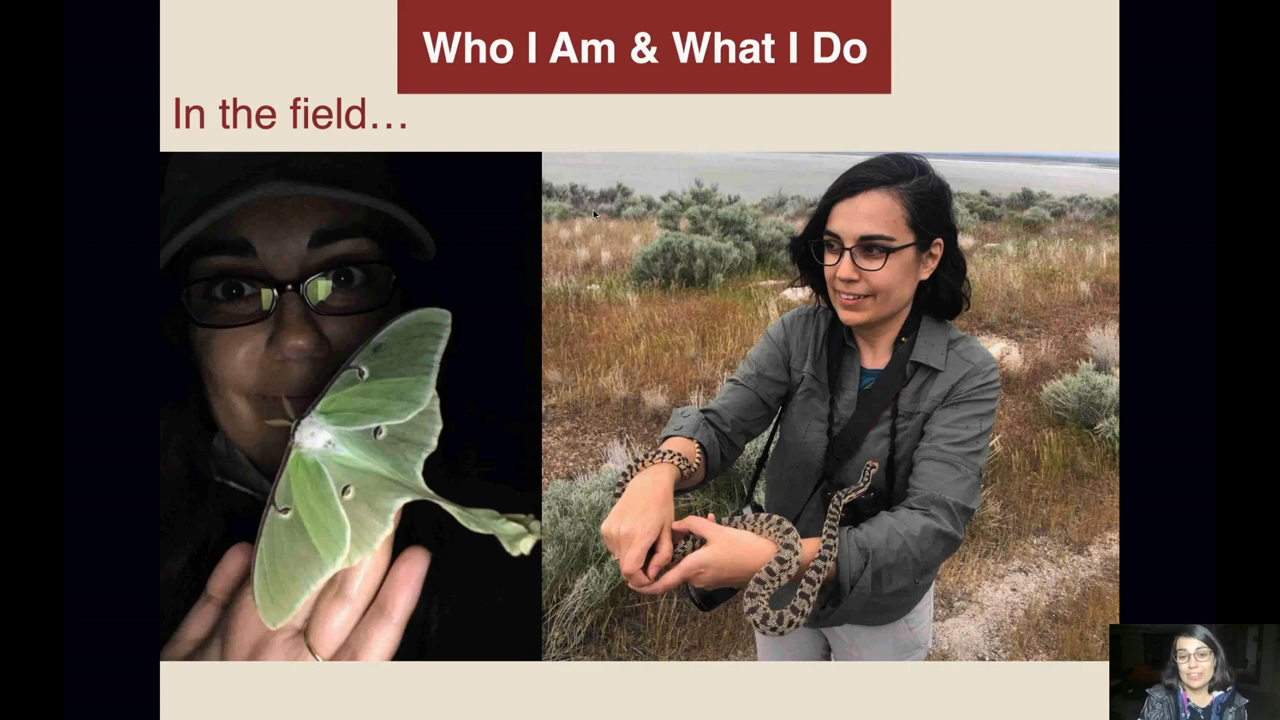 Who I Am & What I Do
In the field…